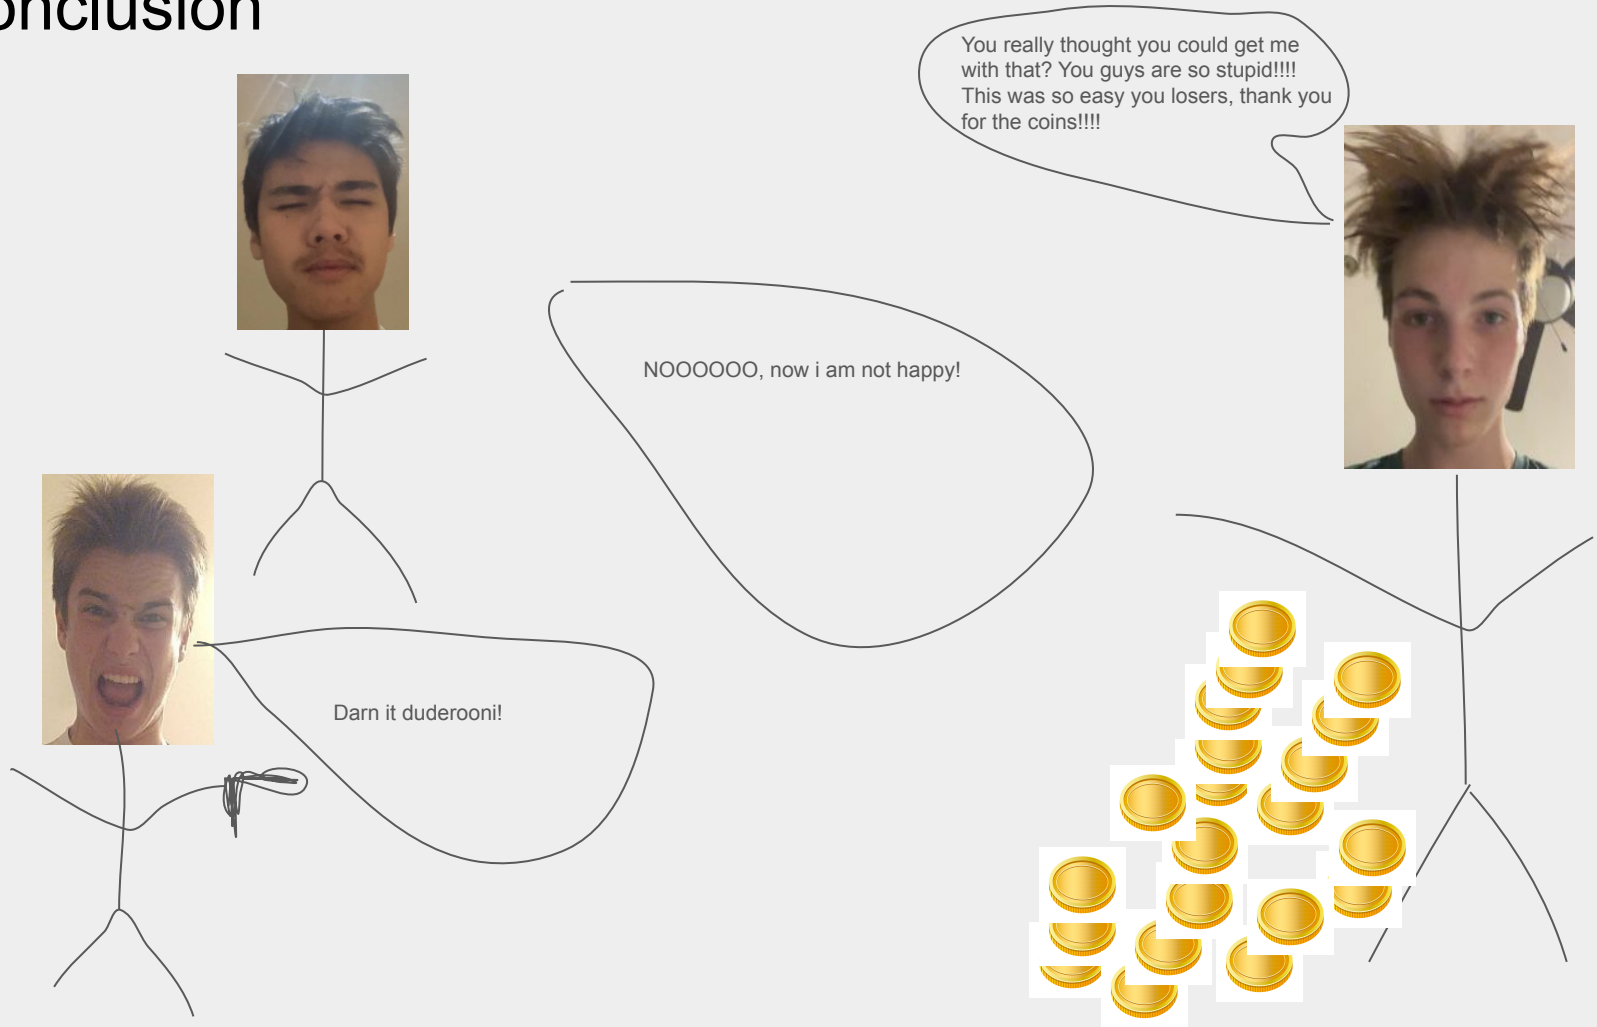 onclusion
You really thought you could get me
with that? You guys are so stupid!!!!
This was so easy you losers, thank you
for the coins!!!!
NOOOOOO, now i am not happy!
Darn it duderooni!